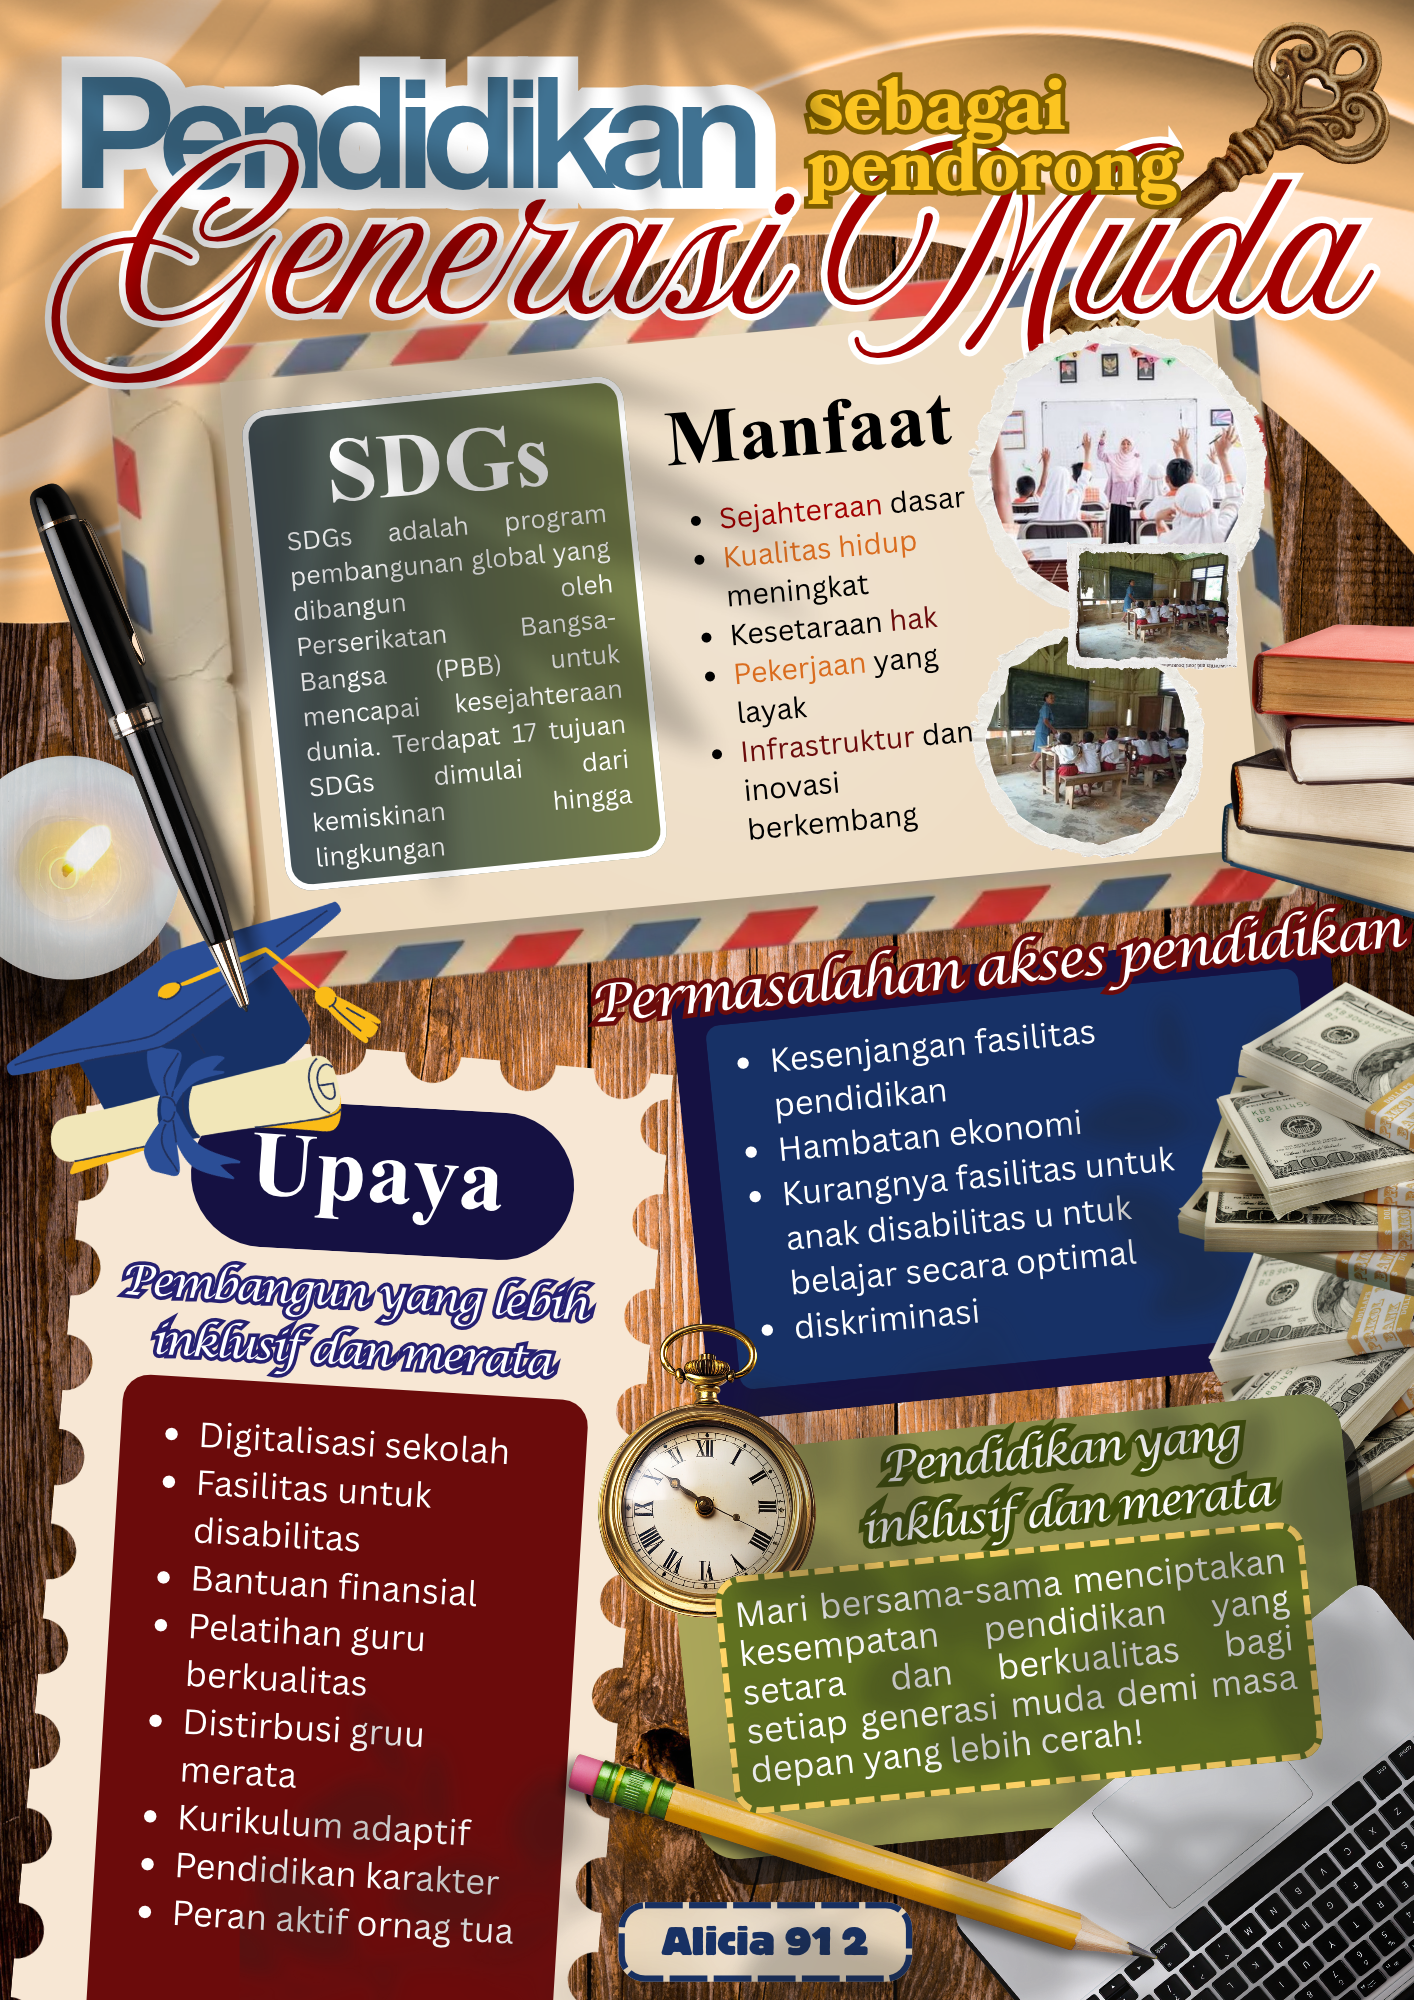 Pendidikan
sebagai
pendorong
Generasi Muda
SDGs
SDGs adalah program
pembangunan global yang
dibangun oleh
Perserikatan Bangsa-
Bangsa (PBB) untuk
mencapai kesejahteraan
dunia. Terdapat 17 tujuan
SDGs dimulai dari
kemiskinan hingga
lingkungan
Manfaat
• Sejahteraan dasar
• Kualitas hidup
meningkat
• Kesetaraan hak
• Pekerjaan yang
layak
• Infrastruktur dan
inovasi
berkembang
Permasalahan akses pendidikan
• Kesenjangan fasilitas
pendidikan
• Hambatan ekonomi
• Kurangnya fasilitas untuk
anak disabilitas u ntuk
belajar secara optimal
• diskriminasi
Upaya
Pembangun yang lebih
inklusif dan merata
• Digitalisasi sekolah
• Fasilitas untuk
disabilitas
• Bantuan finansial
• Pelatihan guru
berkualitas
• Distirbusi gruu
merata
• Kurikulum adaptif
• Pendidikan karakter
• Peran aktif ornag tua
Pendidikan yang
inklusif dan merata
Mari bersama-sama menciptakan
kesempatan pendidikan yang
setara dan berkualitas bagi
setiap generasi muda demi masa
depan yang lebih cerah!
Alicia 91 2